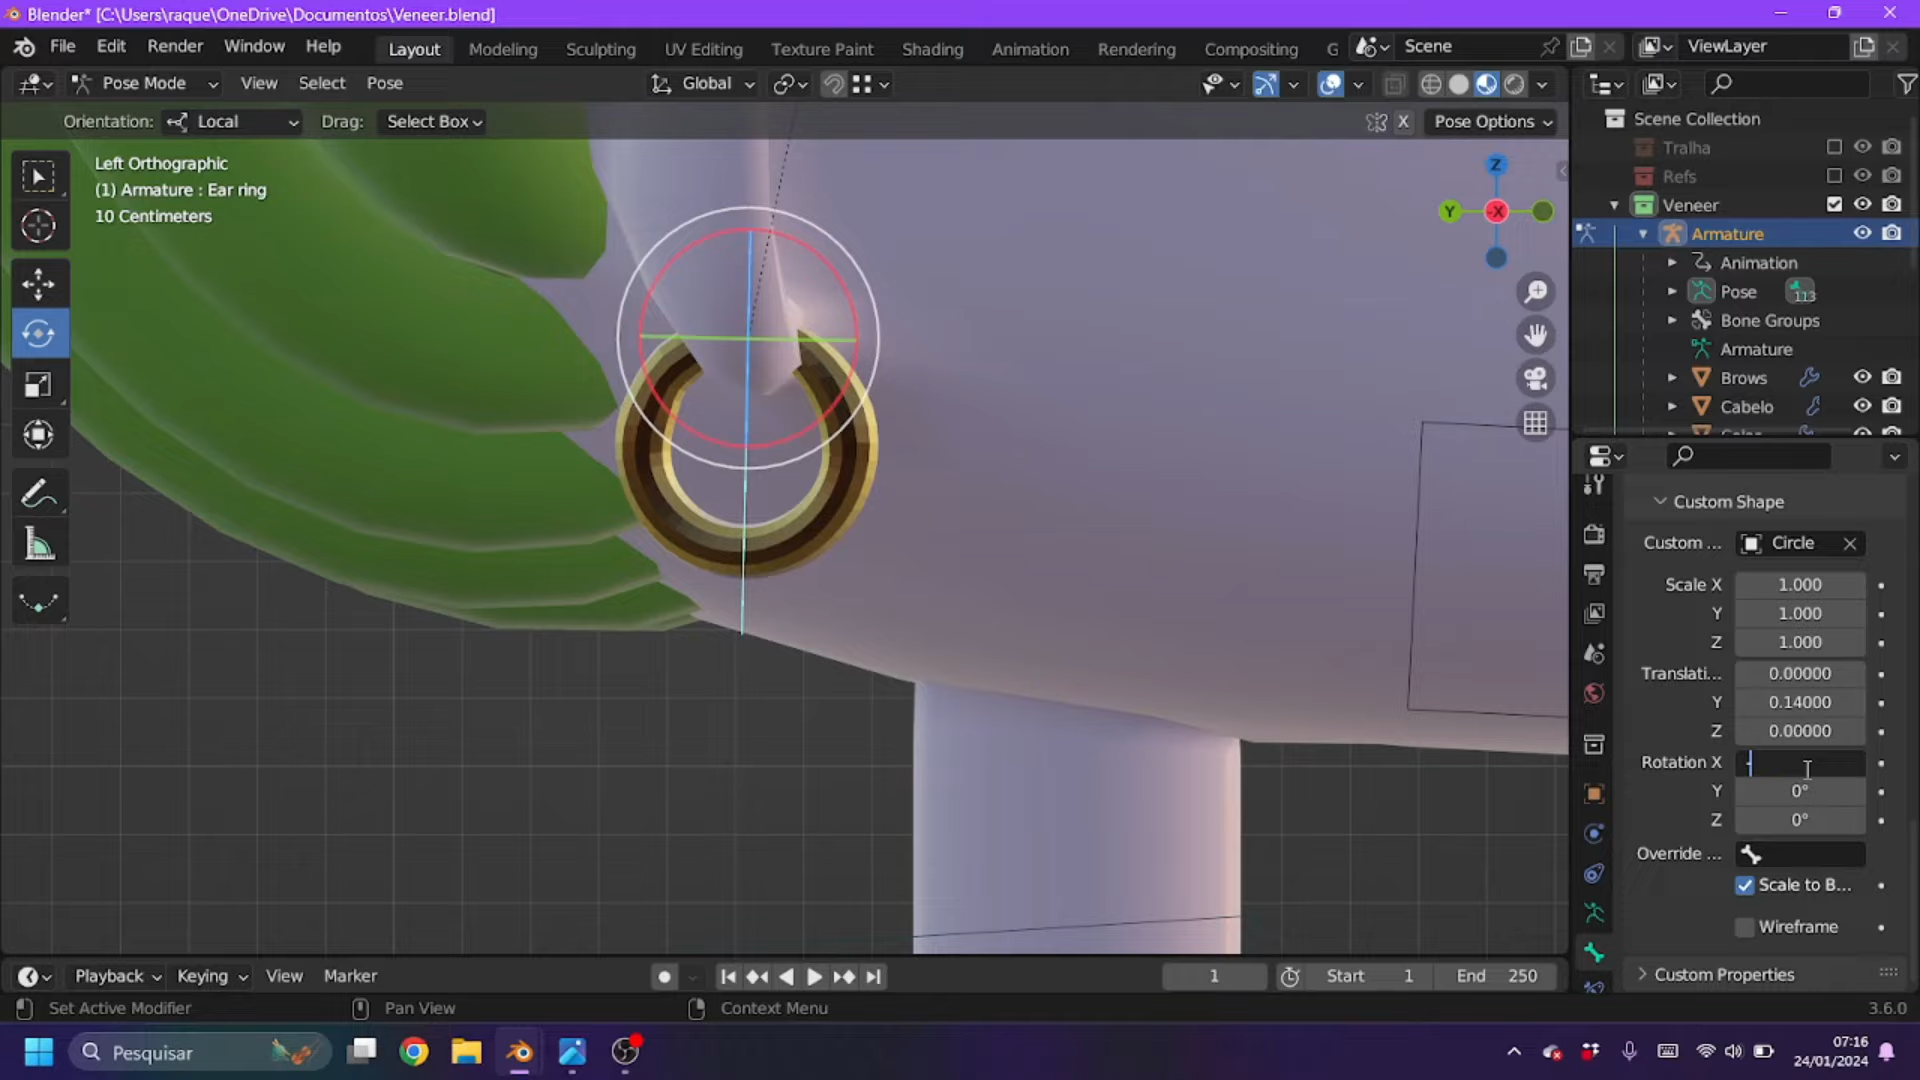 Blender* [C:\Users\raque\OneDrive\Documentos\Veneer.blend]
File Edit Render Window Help Layout Modeling Sculpting UV Editing Texture Paint Shading Animation Rendering Compositing G Scene ViewLayer
Pose Mode View Select Pose Global
Orientation: Local Drag: Select Box X Pose Options
Left Orthographic
(1) Armature : Ear ring
10 Centimeters
Z
Y
-X
Scene Collection
Tralha
Refs
Veneer
Armature
Animation
Pose 113
Bone Groups
Armature
Brows
Cabelo
Custom Shape
Custom ... Circle
Scale X 1.000
Y 1.000
Z 1.000
Translati... 0.00000
Y 0.14000
Z 0.00000
Rotation X -
Y 0°
Z 0°
Override ...
Scale to B...
Wireframe
Custom Properties
Playback Keying View Marker 1 Start 1 End 250
Set Active Modifier Pan View Context Menu 3.6.0
Pesquisar
07:16
24/01/2024